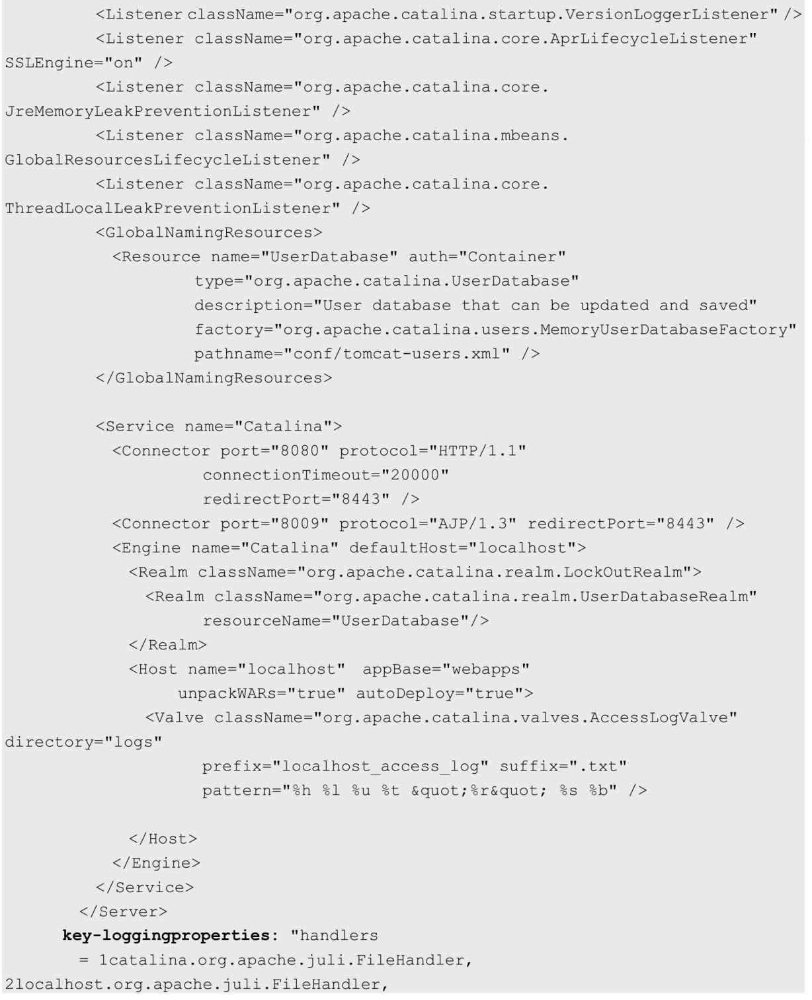 <Listener className="org.apache.catalina.startup.VersionLoggerListener" />
<Listener className="org.apache.catalina.core.AprLifecycleListener"
SSLEngine="on" />
<Listener className="org.apache.catalina.core.
JreMemoryLeakPreventionListener" />
<Listener className="org.apache.catalina.mbeans.
GlobalResourcesLifecycleListener" />
<Listener className="org.apache.catalina.core.
ThreadLocalLeakPreventionListener" />
<GlobalNamingResources>
<Resource name="UserDatabase" auth="Container"
type="org.apache.catalina.UserDatabase"
description="User database that can be updated and saved"
factory="org.apache.catalina.users.MemoryUserDatabaseFactory"
pathname="conf/tomcat-users.xml" />
</GlobalNamingResources>
<Service name="Catalina">
<Connector port="8080" protocol="HTTP/1.1"
connectionTimeout="20000"
redirectPort="8443" />
<Connector port="8009" protocol="AJP/1.3" redirectPort="8443" />
<Engine name="Catalina" defaultHost="localhost">
<Realm className="org.apache.catalina.realm.LockOutRealm">
<Realm className="org.apache.catalina.realm.UserDatabaseRealm"
resourceName="UserDatabase"/>
</Realm>
<Host name="localhost" appBase="webapps"
unpackWARs="true" autoDeploy="true">
<Valve className="org.apache.catalina.valves.AccessLogValve"
directory="logs"
prefix="localhost_access_log" suffix=".txt"
pattern="%h %l %u %t &quot;%r&quot; %s %b" />
</Host>
</Engine>
</Service>
</Server>
key-loggingproperties: "handlers
= 1catalina.org.apache.juli.FileHandler,
2localhost.org.apache.juli.FileHandler,